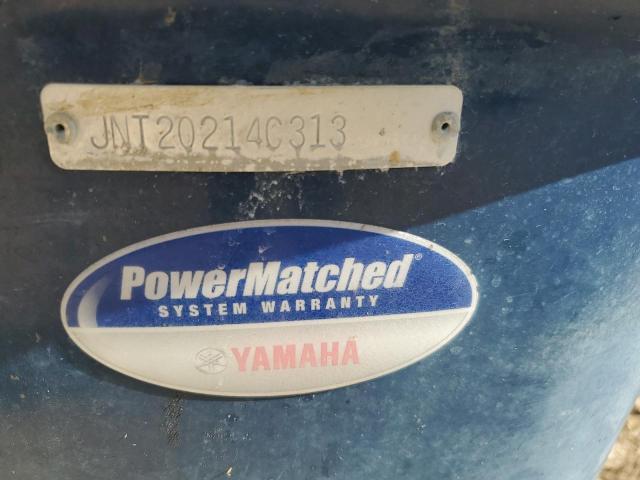 JNT20214C313
PowerMatched®
SYSTEM WARRANTY
YAMAHA